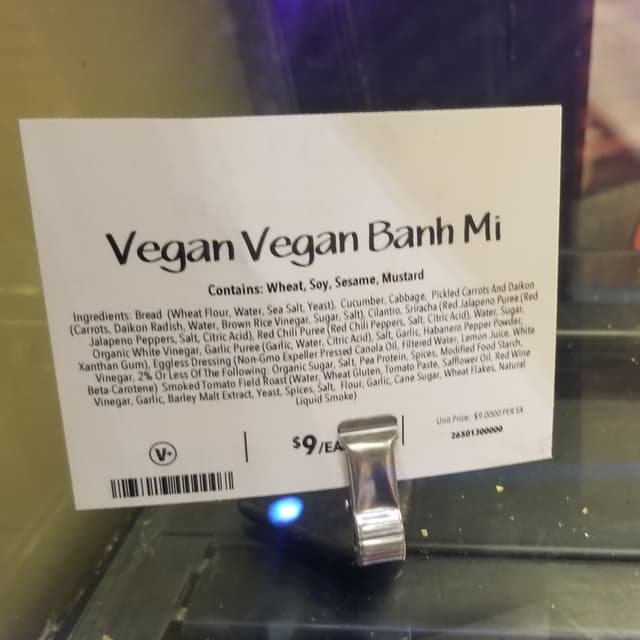 Vegan Vegan Banh Mi
Contains: Wheat, Soy, Sesame, Mustard
Ingredients: Bread (Wheat Flour, Water, Sea Salt, Yeast), Cucumber, Cabbage, Pickled Carrots And Daikon
(Carrots, Daikon Radish, Water, Brown Rice Vinegar, Sugar, Salt), Cilantro, Sriracha (Red Jalapeno Puree (Red
Jalapeno Peppers, Salt, Citric Acid), Red Chili Puree (Red Chili Peppers, Salt, Citric Acid), Water, Sugar,
Organic White Vinegar, Garlic Puree (Garlic, Water, Citric Acid), Salt, Garlic, Habanero Pepper Powder,
Xanthan Gum), Eggless Dressing (Non-Gmo Expeller Pressed Canola Oil, Filtered Water, Lemon Juice, White
Vinegar, 2% Of Less Of The Following: Organic Sugar, Salt, Pea Protein, Spices, Modified Food Starch,
Beta-Carotene) Smoked Tomato Field Roast (Water, Wheat Gluten, Tomato Paste, Safflower Oil, Red Wine
Vinegar, Garlic, Barley Malt Extract, Yeast, Spices, Salt, Flour, Garlic, Cane Sugar, Wheat Flakes, Natural
Liquid Smoke)
V+
$9/EA
Unit Price: $9.0000 PER EA
26501300000